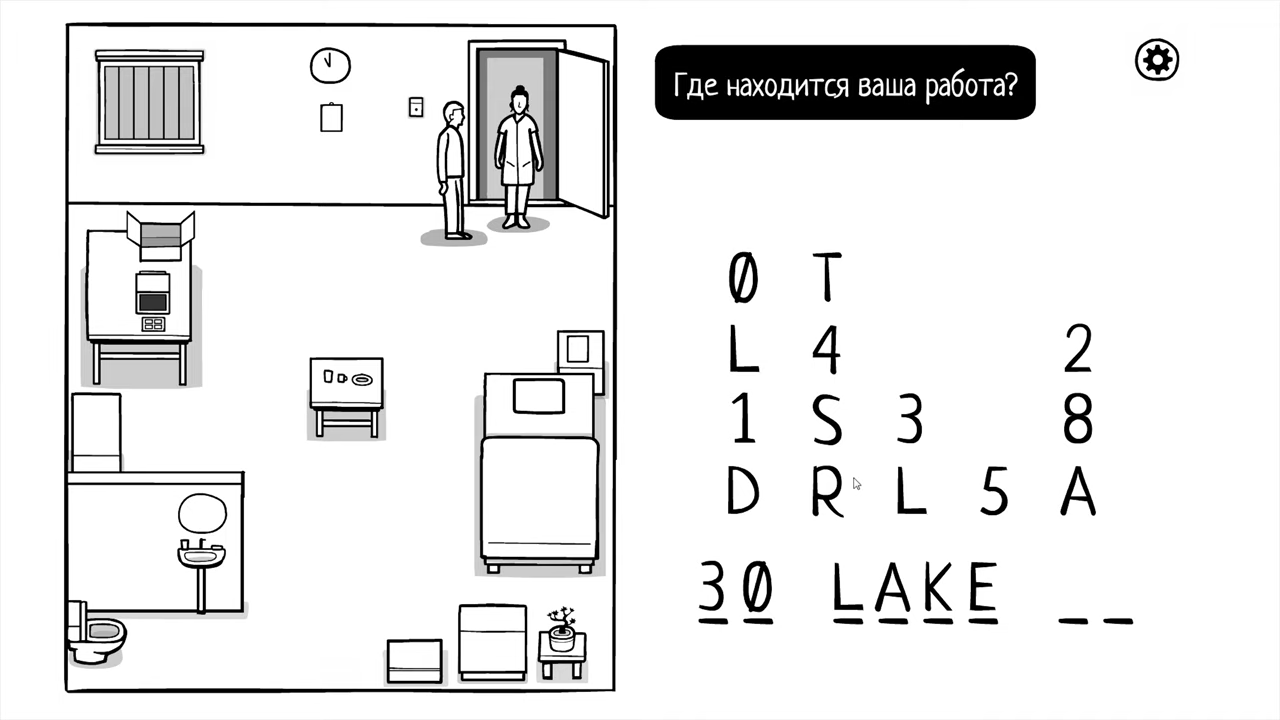 Где находится ваша работа?
0 T
L 4 2
1 S 3 8
D R L 5 A
30 LAKE _ _